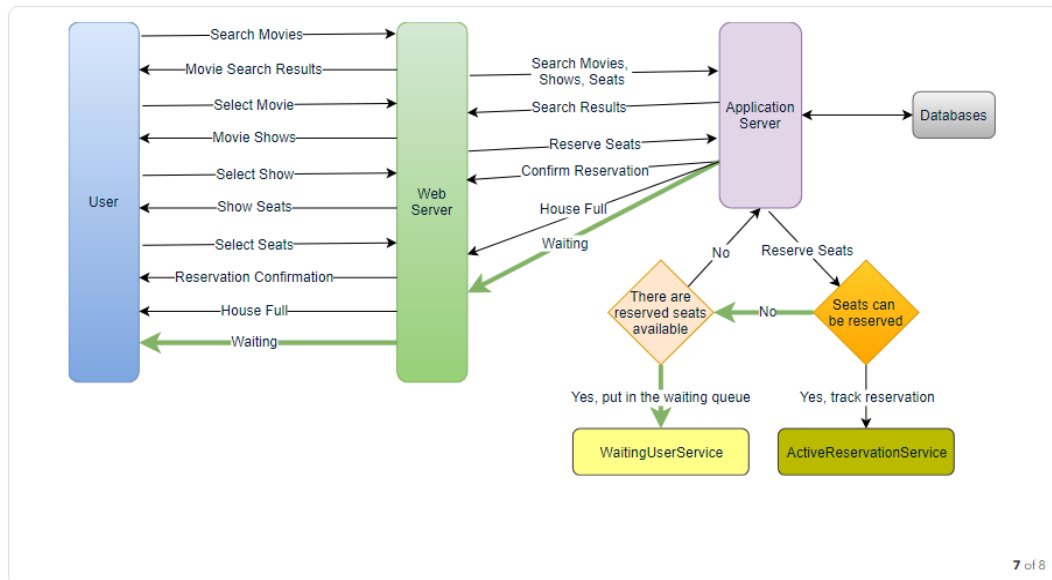 Search Movies
Movie Search Results
Select Movie
Movie Shows
Select Show
Show Seats
Select Seats
Reservation Confirmation
House Full
Waiting
User
Web
Server
Search Movies,
Shows, Seats
Search Results
Reserve Seats
Confirm Reservation
House Full
Waiting
Application
Server
Databases
No
Reserve Seats
There are
reserved seats
available
No
Seats can
be reserved
Yes, put in the waiting queue
Yes, track reservation
WaitingUserService
ActiveReservationService
7 of 8